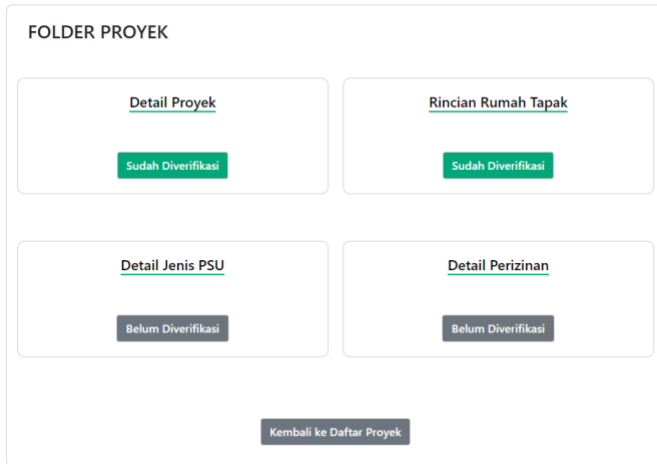 FOLDER PROYEK
Detail Proyek
Sudah Diverifikasi
Rincian Rumah Tapak
Sudah Diverifikasi
Detail Jenis PSU
Belum Diverifikasi
Detail Perizinan
Belum Diverifikasi
Kembali ke Daftar Proyek